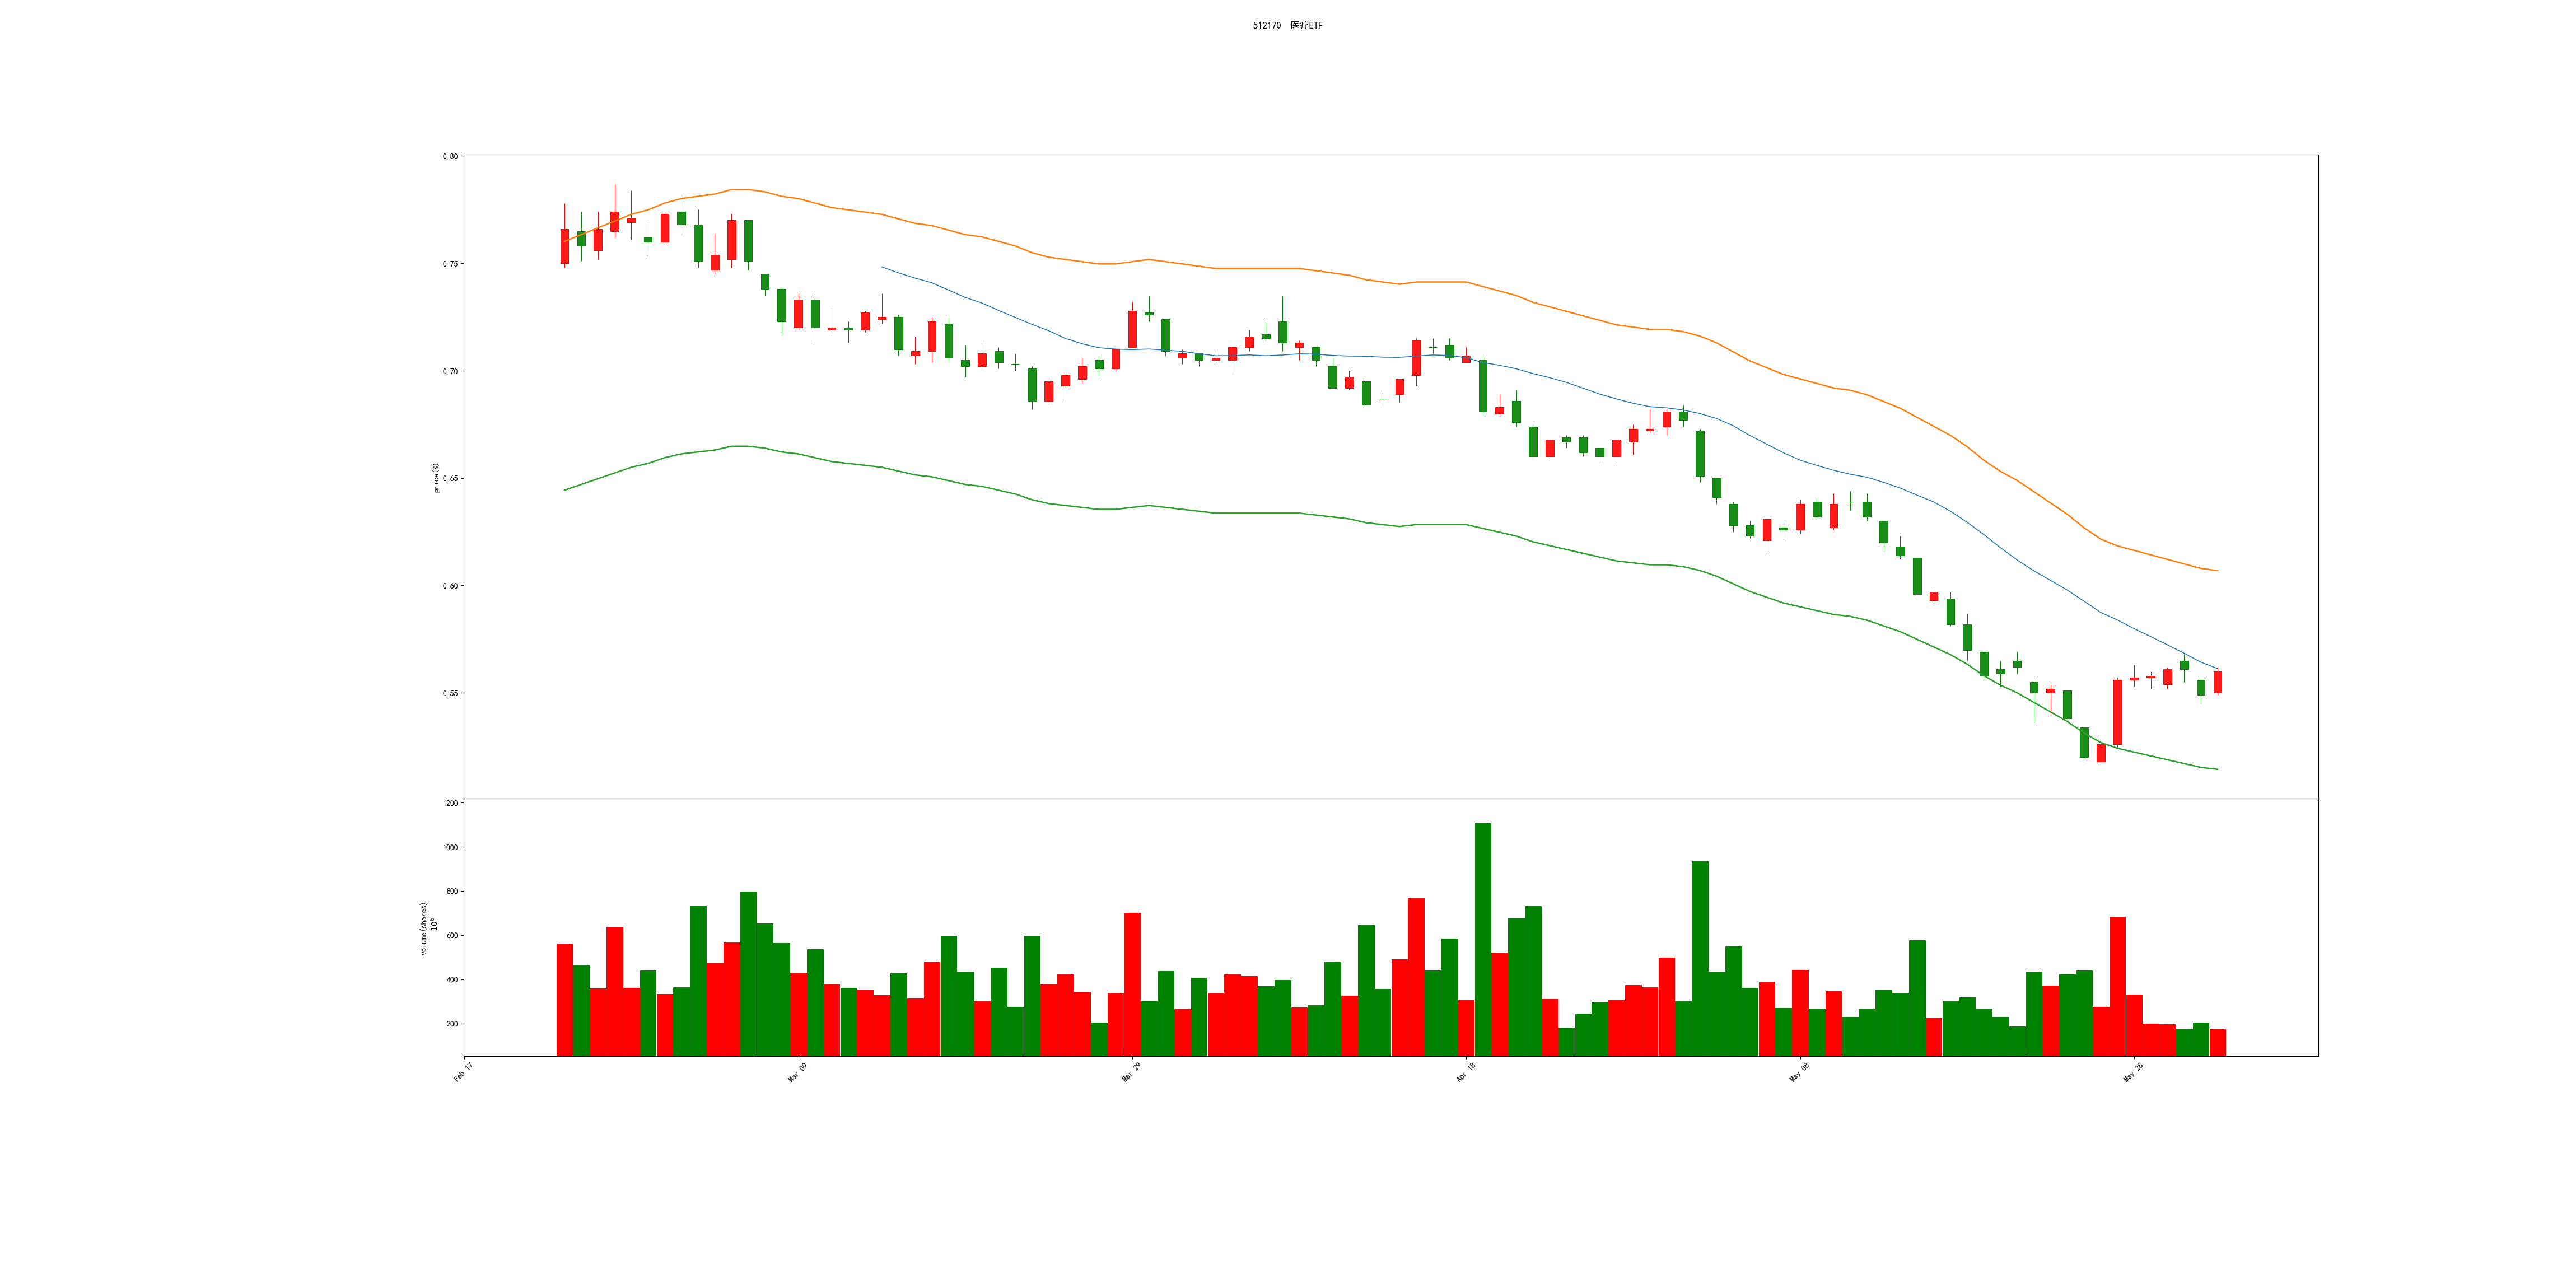 512170 医疗ETF
0.80
0.75
0.70
0.65
0.60
0.55
price($)
1200
1000
800
600
400
200
volume(shares)
10^6
Feb 17
Mar 09
Mar 29
Apr 18
May 08
May 28